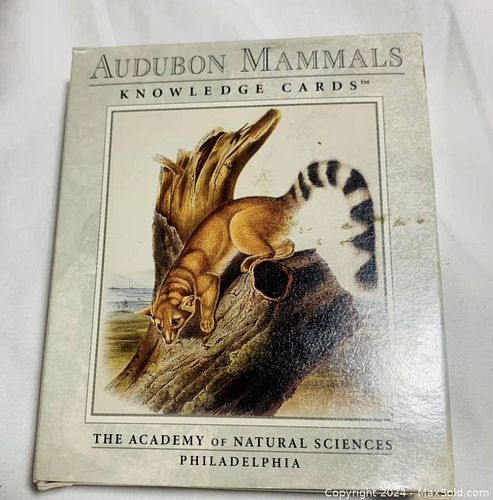 AUDUBON MAMMALS
KNOWLEDGE CARDS™
THE ACADEMY OF NATURAL SCIENCES
PHILADELPHIA
Copyright 2024 - MaxSold.com